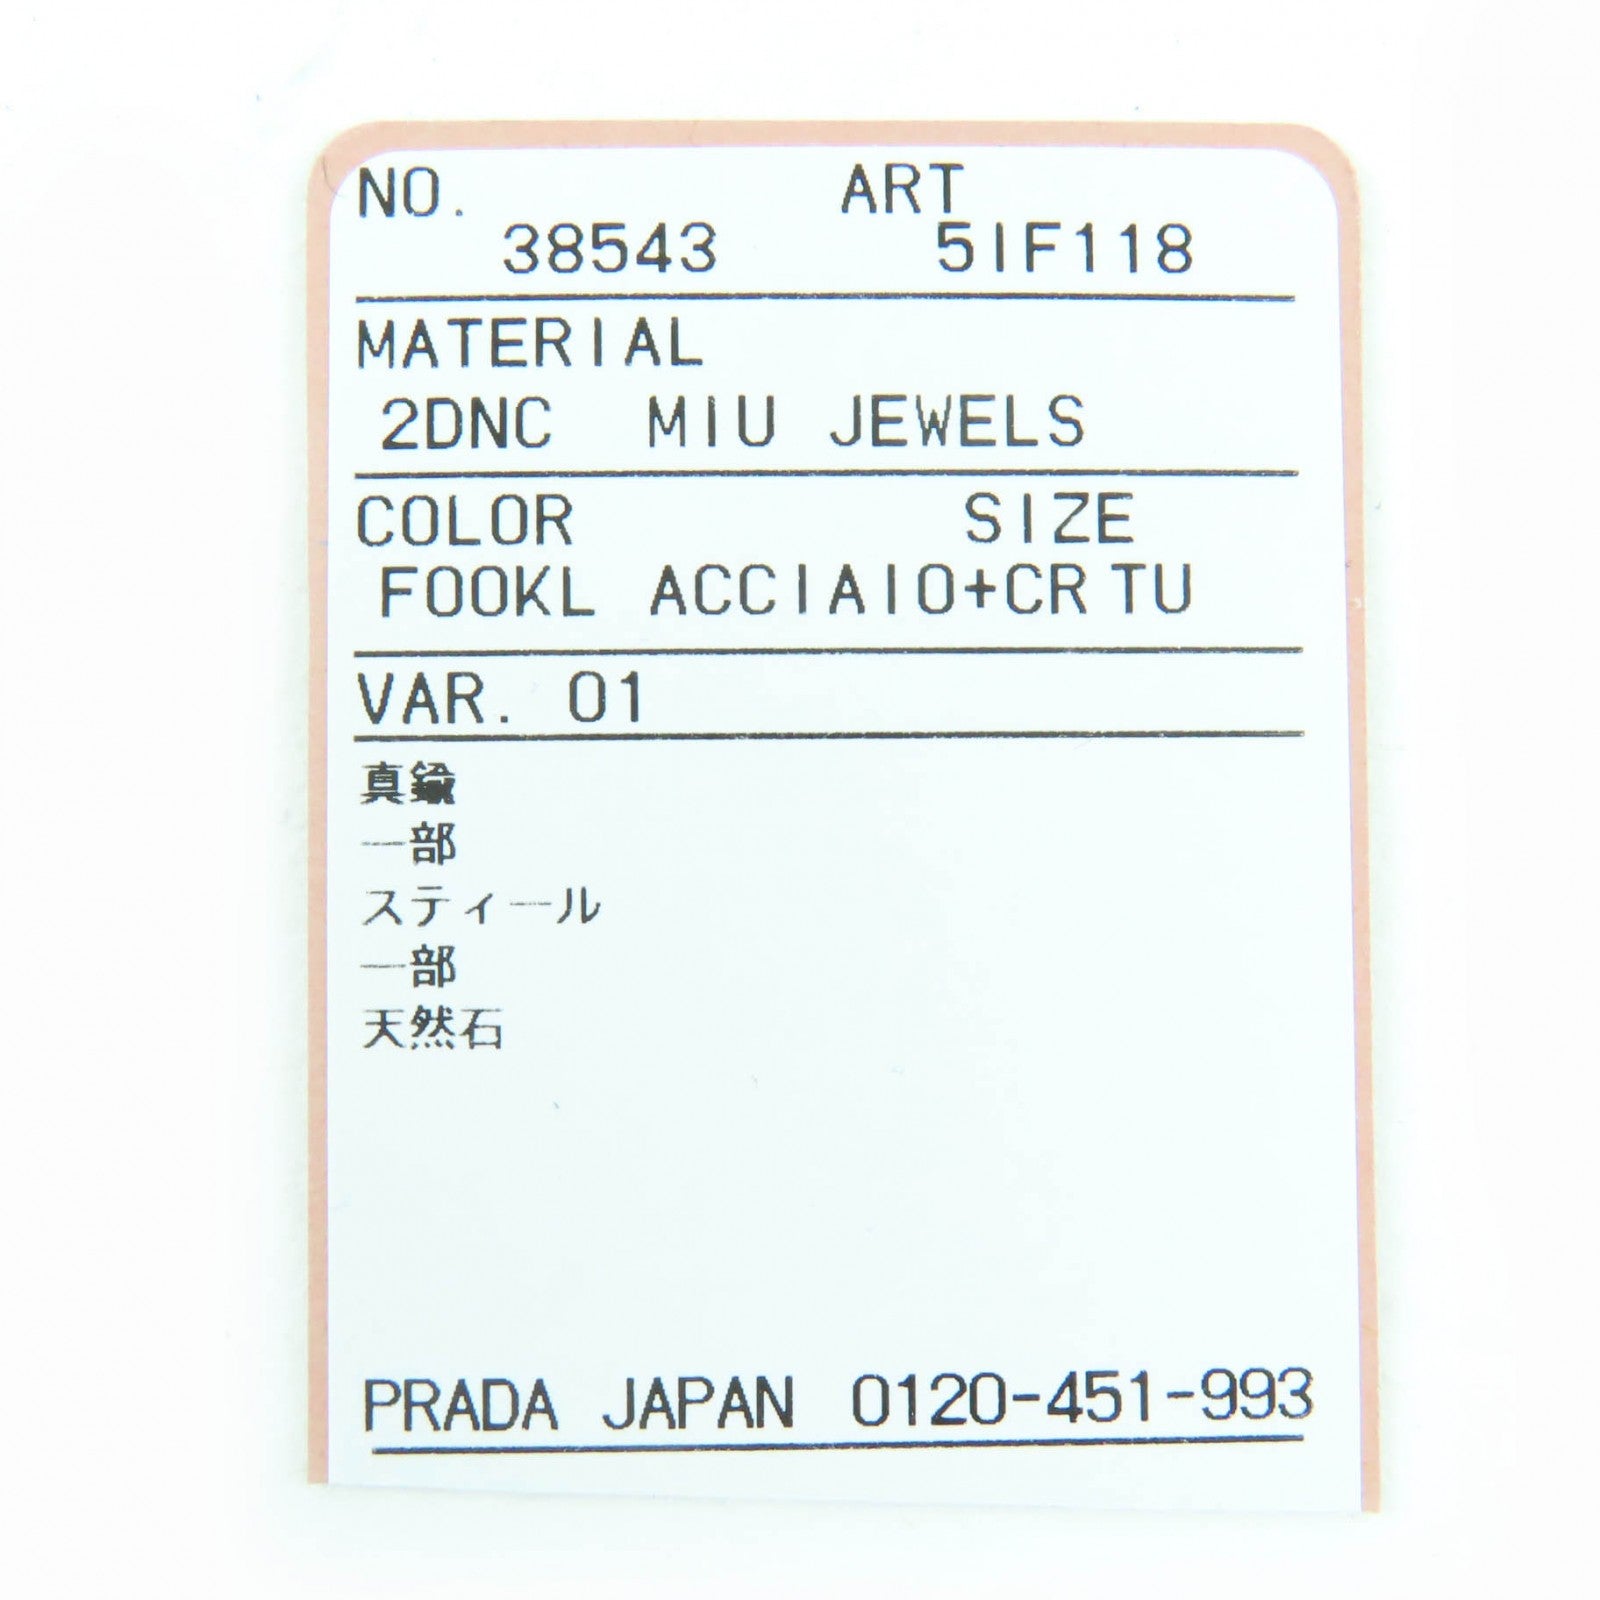 NO. ART
38543 5IF118
MATERIAL
2DNC MIU JEWELS
COLOR SIZE
F00KL ACCIAIO+CR TU
VAR. 01
真鍮
一部
スティール
一部
天然石
PRADA JAPAN 0120-451-993